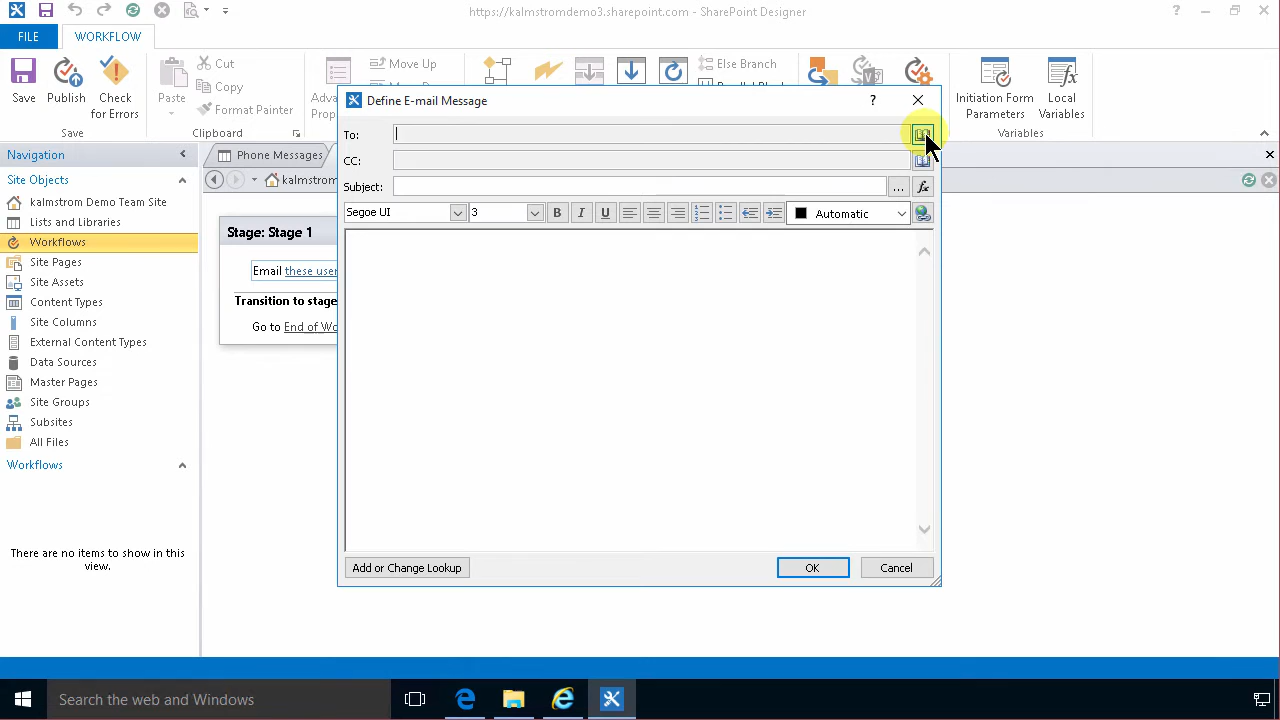 https://kalmstromdemo3.sharepoint.com - SharePoint Designer
?
FILE
WORKFLOW
Save
Publish
Check
for Errors
Save
Paste
Cut
Copy
Format Painter
Clipboard
Move Up
Else Branch
Initiation Form
Parameters
Local
Variables
Variables
Define E-mail Message
?
To:
CC:
Subject:
...
fx
Segoe UI
3
B I U
Automatic
Add or Change Lookup
OK
Cancel
Navigation
Site Objects
kalmstrom Demo Team Site
Lists and Libraries
Workflows
Site Pages
Site Assets
Content Types
Site Columns
External Content Types
Data Sources
Master Pages
Site Groups
Subsites
All Files
Workflows
There are no items to show in this
view.
Phone Messages
kalmstrom
Stage: Stage 1
Email these user
Transition to stage
Go to End of Wo
Search the web and Windows